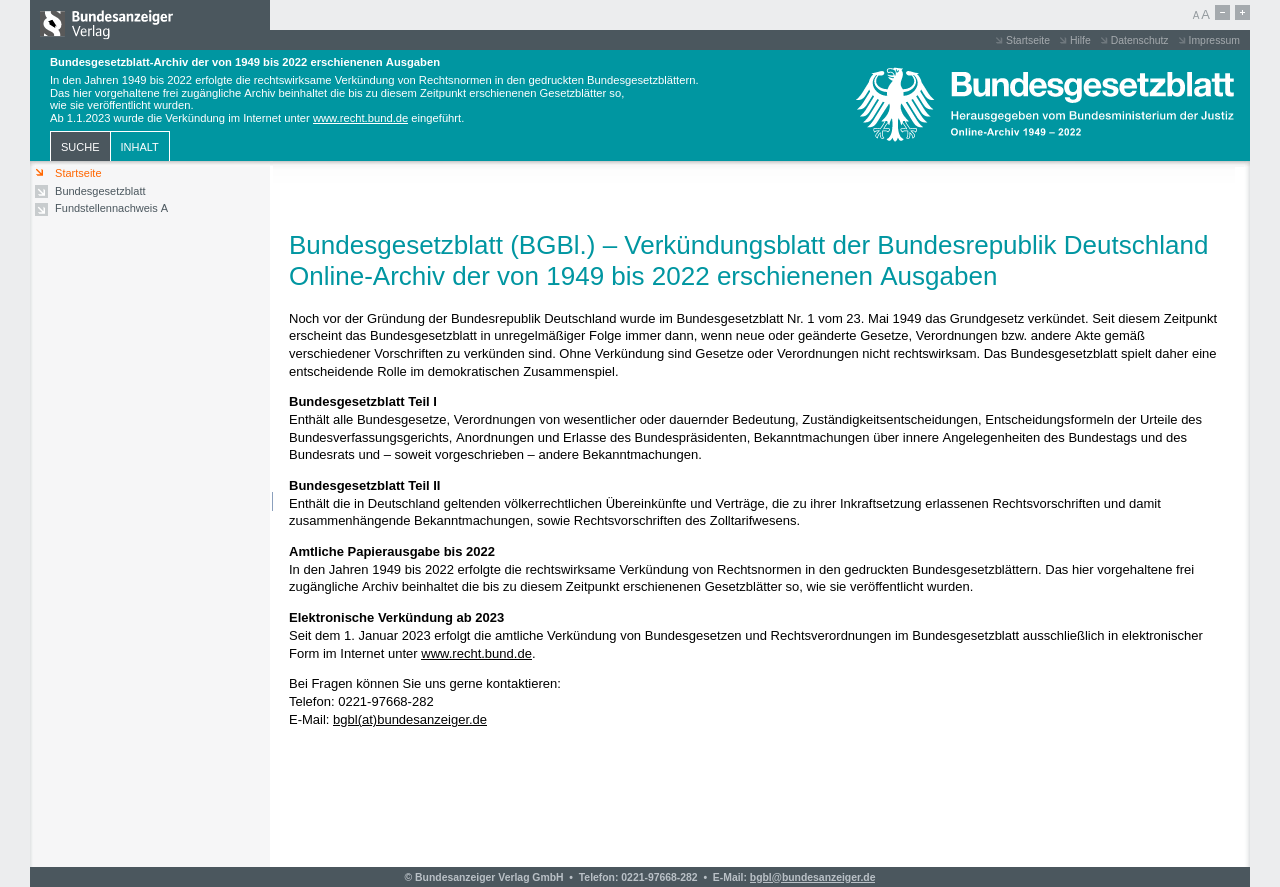 Bundesanzeiger
Verlag
A A − +
Startseite Hilfe Datenschutz Impressum
Bundesgesetzblatt-Archiv der von 1949 bis 2022 erschienenen Ausgaben
In den Jahren 1949 bis 2022 erfolgte die rechtswirksame Verkündung von Rechtsnormen in den gedruckten Bundesgesetzblättern.
Das hier vorgehaltene frei zugängliche Archiv beinhaltet die bis zu diesem Zeitpunkt erschienenen Gesetzblätter so,
wie sie veröffentlicht wurden.
Ab 1.1.2023 wurde die Verkündung im Internet unter www.recht.bund.de eingeführt.
Bundesgesetzblatt
Herausgegeben vom Bundesministerium der Justiz
Online-Archiv 1949 – 2022
SUCHE INHALT
Startseite
Bundesgesetzblatt
Fundstellennachweis A
Bundesgesetzblatt (BGBl.) – Verkündungsblatt der Bundesrepublik Deutschland
Online-Archiv der von 1949 bis 2022 erschienenen Ausgaben
Noch vor der Gründung der Bundesrepublik Deutschland wurde im Bundesgesetzblatt Nr. 1 vom 23. Mai 1949 das Grundgesetz verkündet. Seit diesem Zeitpunkt
erscheint das Bundesgesetzblatt in unregelmäßiger Folge immer dann, wenn neue oder geänderte Gesetze, Verordnungen bzw. andere Akte gemäß
verschiedener Vorschriften zu verkünden sind. Ohne Verkündung sind Gesetze oder Verordnungen nicht rechtswirksam. Das Bundesgesetzblatt spielt daher eine
entscheidende Rolle im demokratischen Zusammenspiel.
Bundesgesetzblatt Teil I
Enthält alle Bundesgesetze, Verordnungen von wesentlicher oder dauernder Bedeutung, Zuständigkeitsentscheidungen, Entscheidungsformeln der Urteile des
Bundesverfassungsgerichts, Anordnungen und Erlasse des Bundespräsidenten, Bekanntmachungen über innere Angelegenheiten des Bundestags und des
Bundesrats und – soweit vorgeschrieben – andere Bekanntmachungen.
Bundesgesetzblatt Teil II
Enthält die in Deutschland geltenden völkerrechtlichen Übereinkünfte und Verträge, die zu ihrer Inkraftsetzung erlassenen Rechtsvorschriften und damit
zusammenhängende Bekanntmachungen, sowie Rechtsvorschriften des Zolltarifwesens.
Amtliche Papierausgabe bis 2022
In den Jahren 1949 bis 2022 erfolgte die rechtswirksame Verkündung von Rechtsnormen in den gedruckten Bundesgesetzblättern. Das hier vorgehaltene frei
zugängliche Archiv beinhaltet die bis zu diesem Zeitpunkt erschienenen Gesetzblätter so, wie sie veröffentlicht wurden.
Elektronische Verkündung ab 2023
Seit dem 1. Januar 2023 erfolgt die amtliche Verkündung von Bundesgesetzen und Rechtsverordnungen im Bundesgesetzblatt ausschließlich in elektronischer
Form im Internet unter www.recht.bund.de.
Bei Fragen können Sie uns gerne kontaktieren:
Telefon: 0221-97668-282
E-Mail: bgbl(at)bundesanzeiger.de
© Bundesanzeiger Verlag GmbH • Telefon: 0221-97668-282 • E-Mail: bgbl@bundesanzeiger.de